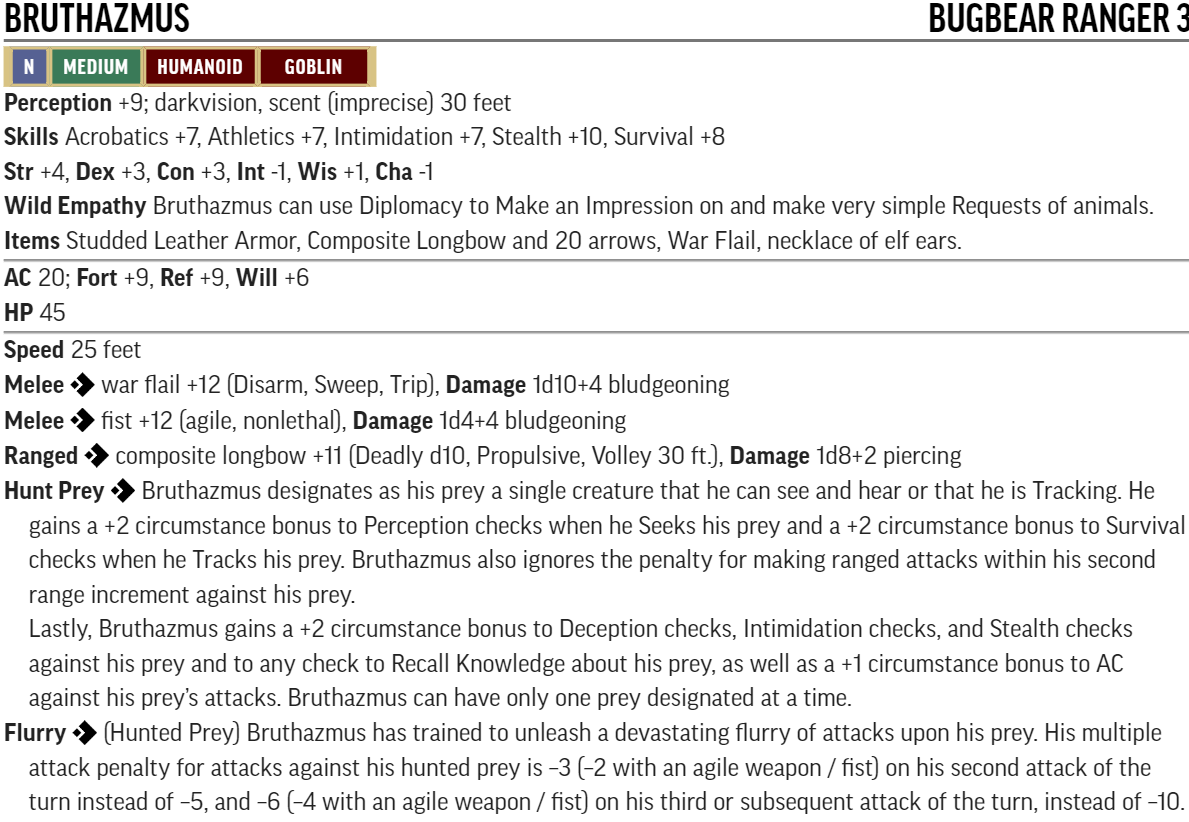 BRUTHAZMUS BUGBEAR RANGER 3
N MEDIUM HUMANOID GOBLIN
Perception +9; darkvision, scent (imprecise) 30 feet
Skills Acrobatics +7, Athletics +7, Intimidation +7, Stealth +10, Survival +8
Str +4, Dex +3, Con +3, Int -1, Wis +1, Cha -1
Wild Empathy Bruthazmus can use Diplomacy to Make an Impression on and make very simple Requests of animals.
Items Studded Leather Armor, Composite Longbow and 20 arrows, War Flail, necklace of elf ears.
AC 20; Fort +9, Ref +9, Will +6
HP 45
Speed 25 feet
Melee war flail +12 (Disarm, Sweep, Trip), Damage 1d10+4 bludgeoning
Melee fist +12 (agile, nonlethal), Damage 1d4+4 bludgeoning
Ranged composite longbow +11 (Deadly d10, Propulsive, Volley 30 ft.), Damage 1d8+2 piercing
Hunt Prey Bruthazmus designates as his prey a single creature that he can see and hear or that he is Tracking. He
gains a +2 circumstance bonus to Perception checks when he Seeks his prey and a +2 circumstance bonus to Survival
checks when he Tracks his prey. Bruthazmus also ignores the penalty for making ranged attacks within his second
range increment against his prey.
Lastly, Bruthazmus gains a +2 circumstance bonus to Deception checks, Intimidation checks, and Stealth checks
against his prey and to any check to Recall Knowledge about his prey, as well as a +1 circumstance bonus to AC
against his prey's attacks. Bruthazmus can have only one prey designated at a time.
Flurry (Hunted Prey) Bruthazmus has trained to unleash a devastating flurry of attacks upon his prey. His multiple
attack penalty for attacks against his hunted prey is –3 (–2 with an agile weapon / fist) on his second attack of the
turn instead of –5, and –6 (–4 with an agile weapon / fist) on his third or subsequent attack of the turn, instead of –10.